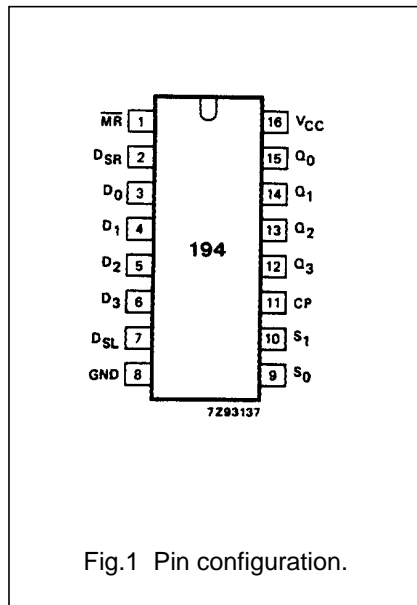 M̅R̅ 1
16 VCC
DSR 2
15 Q0
D0 3
14 Q1
D1 4
13 Q2
194
D2 5
12 Q3
D3 6
11 CP
DSL 7
10 S1
GND 8
9 S0
7Z93137
Fig.1 Pin configuration.